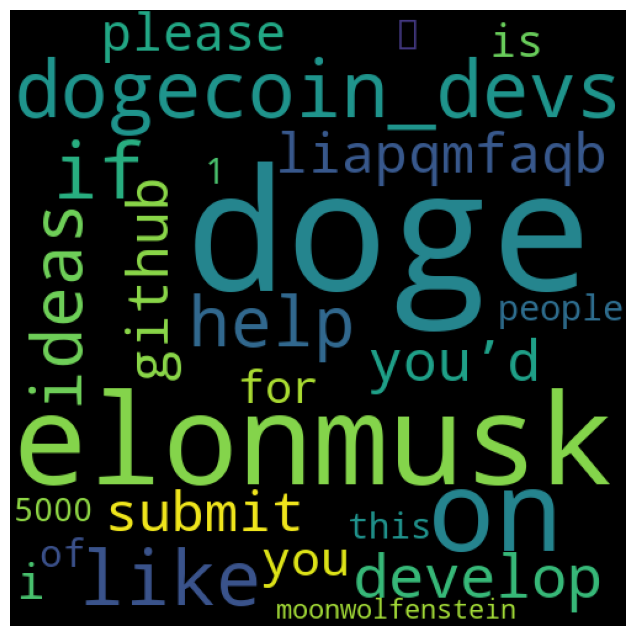 please
is
dogecoin_devs
if
liapqmfaqb
1
doge
ideas
github
help
people
you’d
for
elonmusk
5000
submit
this
on
of
like
you
i
develop
moonwolfenstein